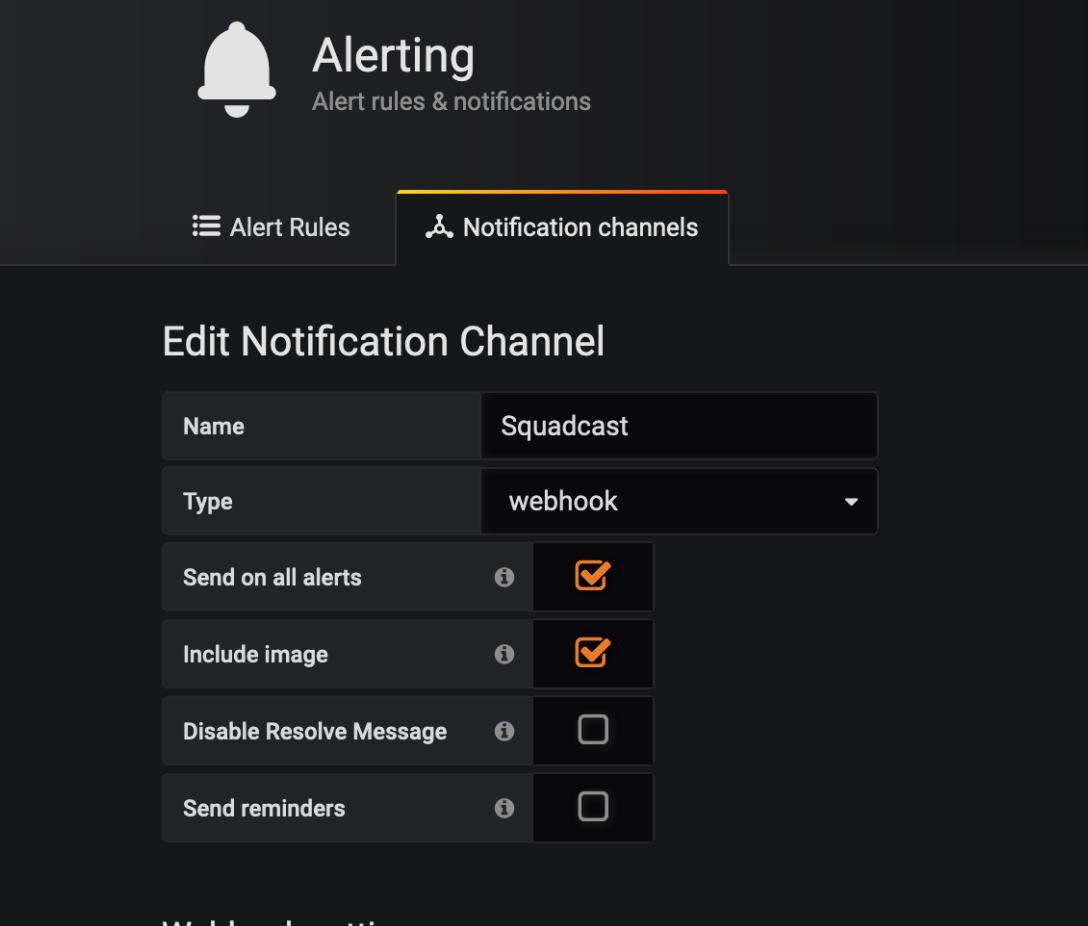 Alerting
Alert rules & notifications
Alert Rules
Notification channels
Edit Notification Channel
Name
Squadcast
Type
webhook
Send on all alerts
Include image
Disable Resolve Message
Send reminders